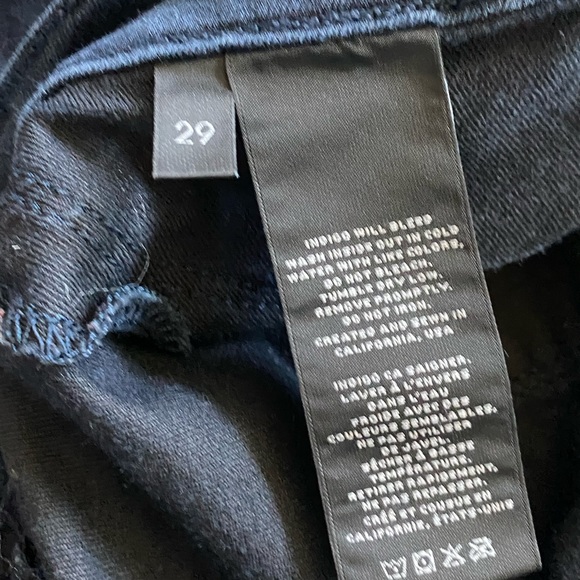 29
INDIGO WILL BLEED
WASH INSIDE OUT IN COLD
WATER WITH LIKE COLORS.
DO NOT BLEACH.
TUMBLE DRY LOW.
REMOVE PROMPTLY.
DO NOT IRON.
CREATED AND SEWN IN
CALIFORNIA, USA
INDIGO ÇA SAIGNER.
LAVER À L'ENVERS
DANS L'EAU
FROIDE AVEC DES
COULEURS SEMBLABLES.
NE PAS UTILISER
DE
SÉCHER À BASSE
TEMPÉRATURE.
RETIRER RAPIDEMENT.
NE PAS REPASSER.
CRÉÉ ET COUSU EN
CALIFORNIE, ÉTATS-UNIS